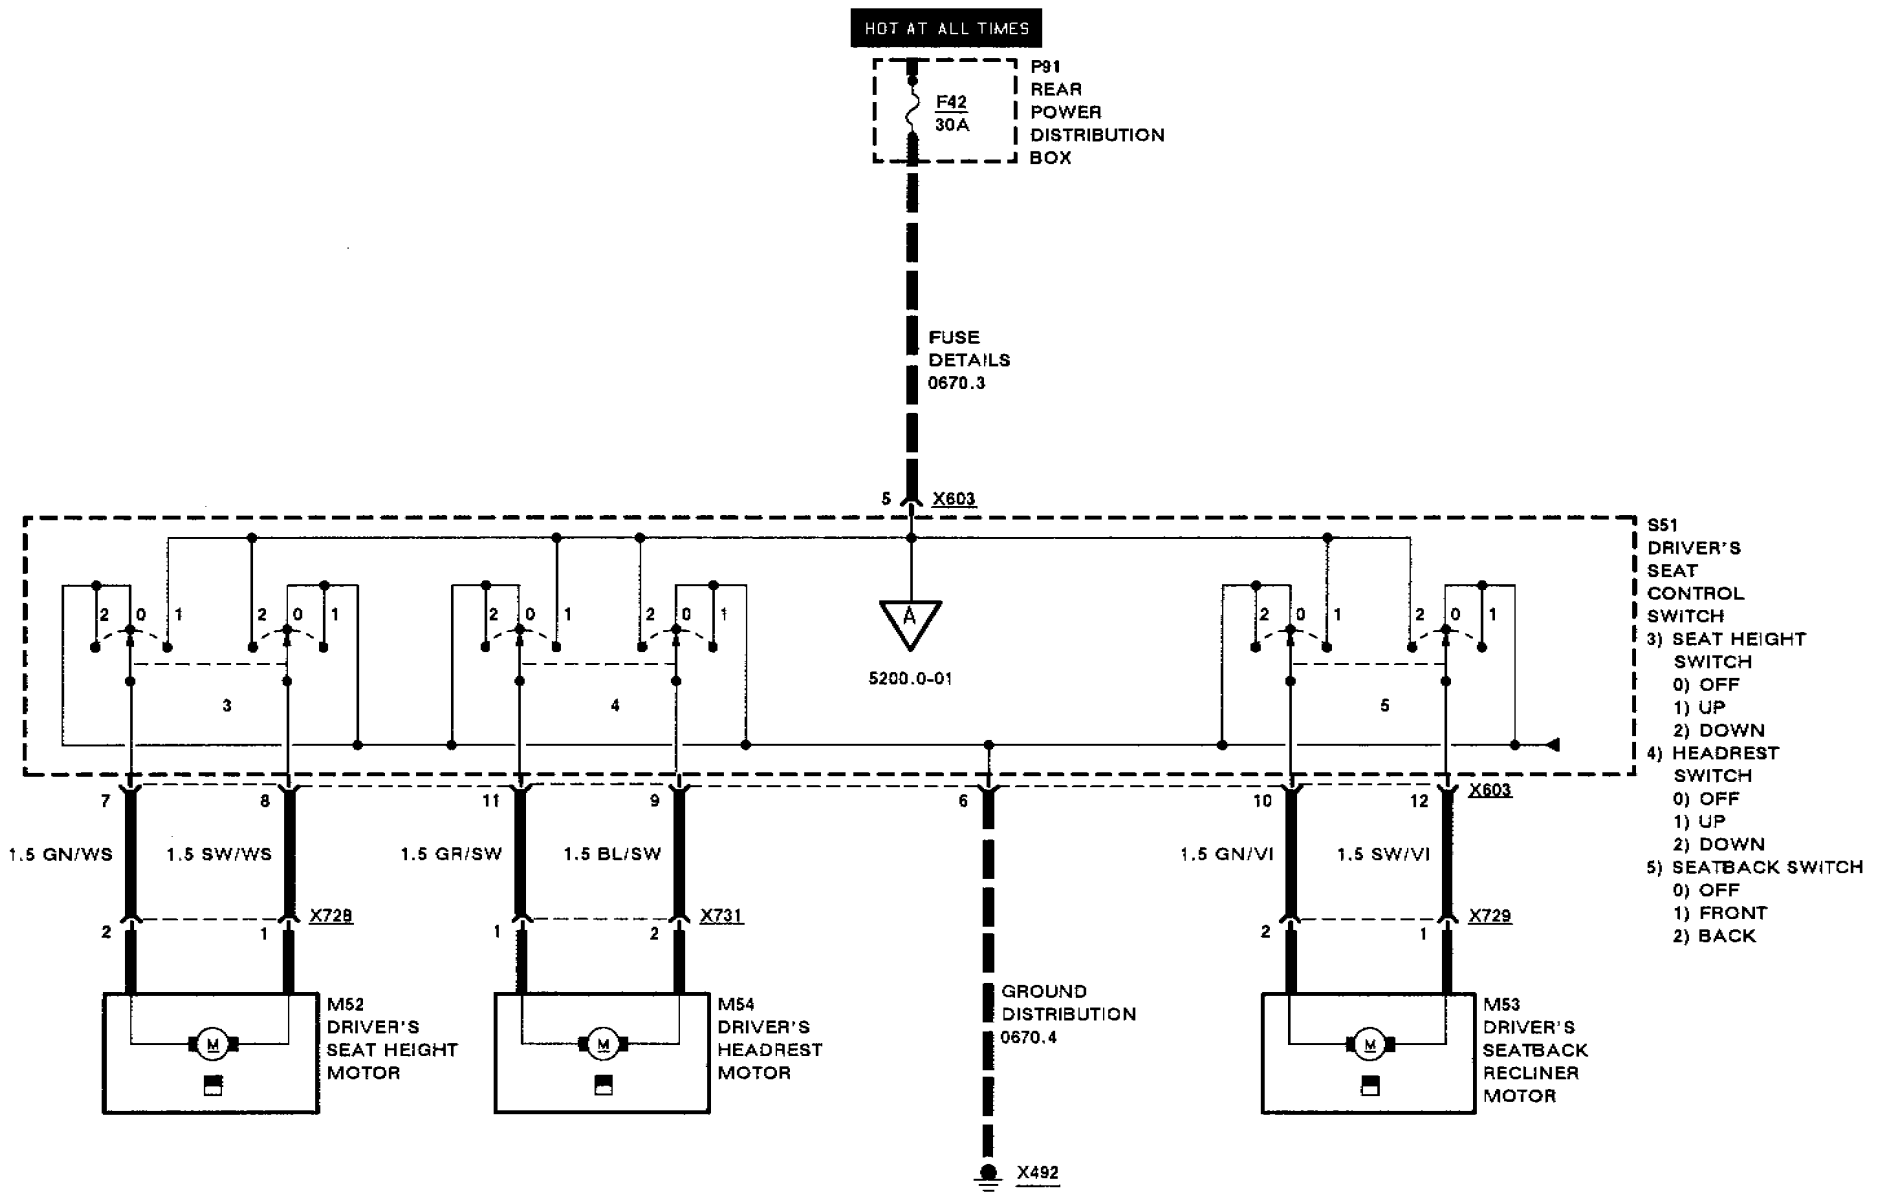 HOT AT ALL TIMES
P91
REAR
POWER
DISTRIBUTION
BOX
F42
30A
FUSE
DETAILS
0670.3
5 X603
S51
DRIVER'S
SEAT
CONTROL
SWITCH
3) SEAT HEIGHT
SWITCH
0) OFF
1) UP
2) DOWN
4) HEADREST
SWITCH
0) OFF
1) UP
2) DOWN
5) SEATBACK SWITCH
0) OFF
1) FRONT
2) BACK
2 0 1 2 0 1 2 0 1 2 0 1 2 0 1 2 0 1
A
5200.0-01
3 4 5
7 8 11 9 6 10 12 X603
1.5 GN/WS 1.5 SW/WS 1.5 GR/SW 1.5 BL/SW 1.5 GN/VI 1.5 SW/VI
2 1 X728 1 2 X731 2 1 X729
M52
DRIVER'S
SEAT HEIGHT
MOTOR
M
M54
DRIVER'S
HEADREST
MOTOR
M
GROUND
DISTRIBUTION
0670.4
M53
DRIVER'S
SEATBACK
RECLINER
MOTOR
M
X492